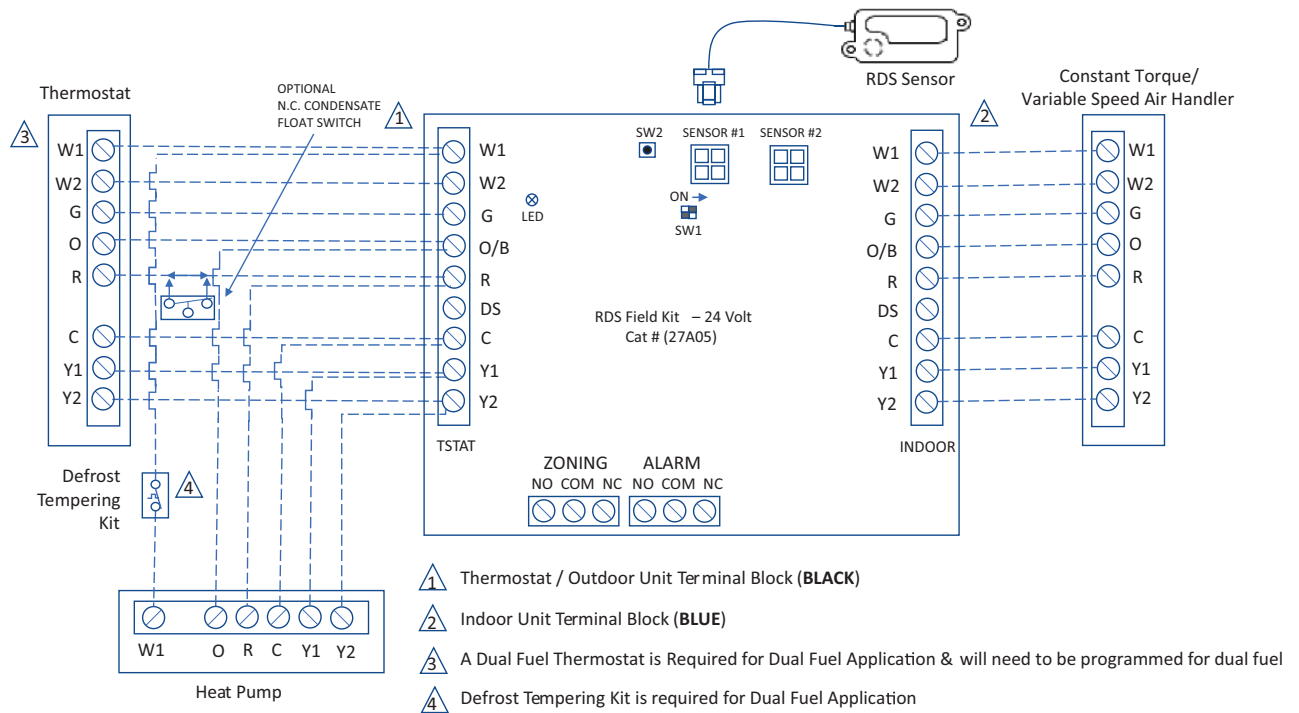 RDS Sensor
Thermostat
OPTIONAL
N.C. CONDENSATE
FLOAT SWITCH
Constant Torque/
Variable Speed Air Handler
3
1
2
W1
W2
G
O
R
C
Y1
Y2
W1
W2
G
O/B
R
DS
C
Y1
Y2
TSTAT
SW2
SENSOR #1
SENSOR #2
LED
ON
SW1
RDS Field Kit – 24 Volt
Cat # (27A05)
W1
W2
G
O/B
R
DS
C
Y1
Y2
INDOOR
W1
W2
G
O
R
C
Y1
Y2
ZONING
NO COM NC
ALARM
NO COM NC
Defrost
Tempering
Kit
4
W1 O R C Y1 Y2
Heat Pump
1 Thermostat / Outdoor Unit Terminal Block (BLACK)
2 Indoor Unit Terminal Block (BLUE)
3 A Dual Fuel Thermostat is Required for Dual Fuel Application & will need to be programmed for dual fuel
4 Defrost Tempering Kit is required for Dual Fuel Application